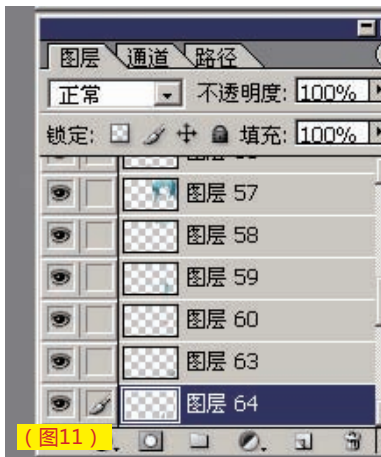 图层 通道 路径
正常 不透明度: 100%
锁定: 填充: 100%
图层 57
图层 58
图层 59
图层 60
图层 63
图层 64
（图11）